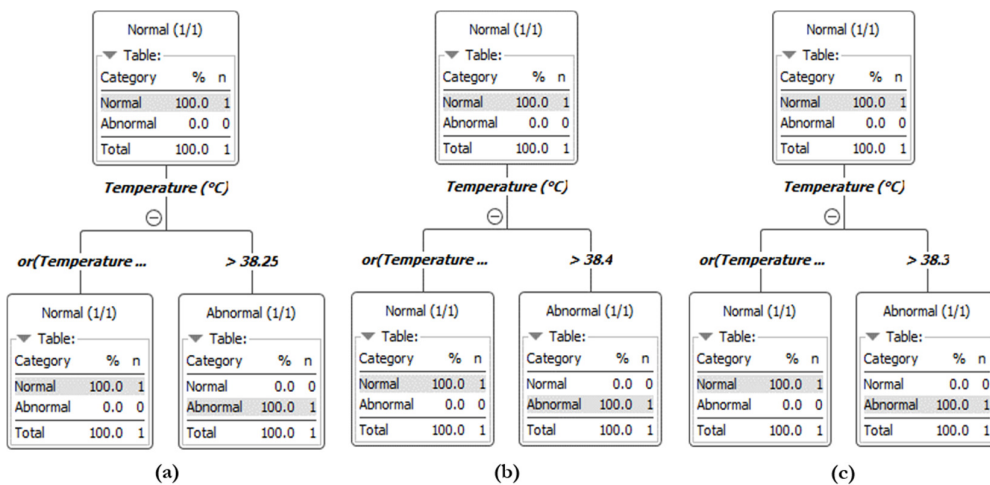 Normal (1/1)
Table:
Category % n
Normal 100.0 1
Abnormal 0.0 0
Total 100.0 1
Temperature (°C)
or(Temperature ...
> 38.25
Normal (1/1)
Table:
Category % n
Normal 100.0 1
Abnormal 0.0 0
Total 100.0 1
Abnormal (1/1)
Table:
Category % n
Normal 0.0 0
Abnormal 100.0 1
Total 100.0 1
(a)
Normal (1/1)
Table:
Category % n
Normal 100.0 1
Abnormal 0.0 0
Total 100.0 1
Temperature (°C)
or(Temperature ...
> 38.4
Normal (1/1)
Table:
Category % n
Normal 100.0 1
Abnormal 0.0 0
Total 100.0 1
Abnormal (1/1)
Table:
Category % n
Normal 0.0 0
Abnormal 100.0 1
Total 100.0 1
(b)
Normal (1/1)
Table:
Category % n
Normal 100.0 1
Abnormal 0.0 0
Total 100.0 1
Temperature (°C)
or(Temperature ...
> 38.3
Normal (1/1)
Table:
Category % n
Normal 100.0 1
Abnormal 0.0 0
Total 100.0 1
Abnormal (1/1)
Table:
Category % n
Normal 0.0 0
Abnormal 100.0 1
Total 100.0 1
(c)